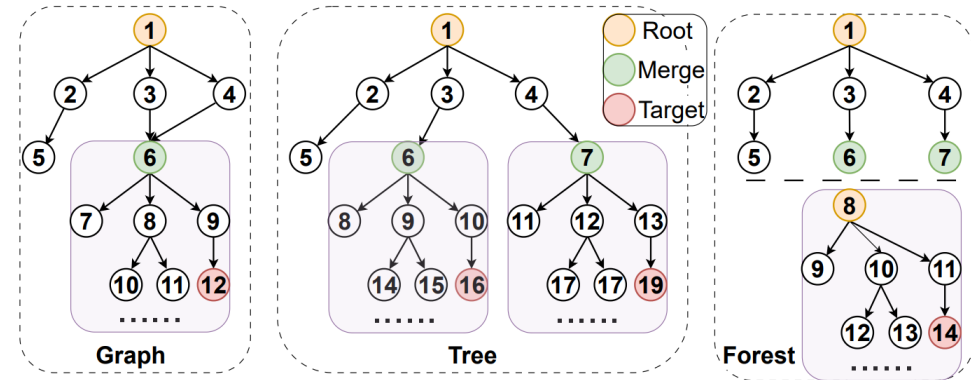 1
2 3 4
5 6
7 8 9
10 11 12
......
Graph
1
2 3 4
5 6 7
8 9 10 11 12 13
14 15 16 17 17 19
...... ......
Tree
Root
Merge
Target
1
2 3 4
5 6 7
8
9 10 11
12 13 14
......
Forest